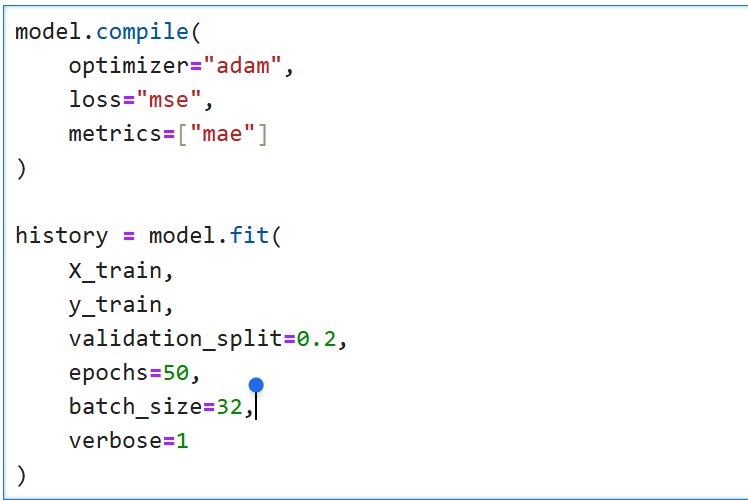 model.compile(
    optimizer="adam",
    loss="mse",
    metrics=["mae"]
)

history = model.fit(
    X_train,
    y_train,
    validation_split=0.2,
    epochs=50,
    batch_size=32,
    verbose=1
)